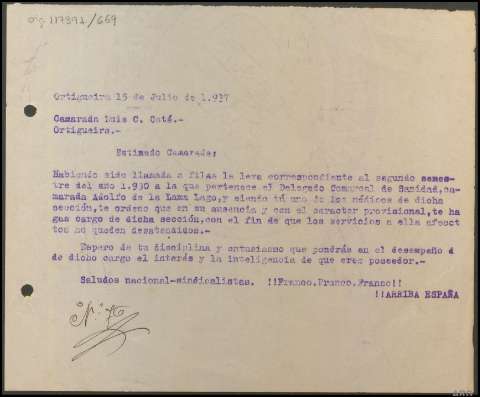 org 117392/669
Ortigueira 15 de Julio de 1.937
Camarada Luis C. Caté.-
Ortigueira.-
Estimado Camarada;
Habiendo sido llamada a filas la leva correspondiente al segundo semes-
tre del año 1.930 a la que pertenece el Delegado Comarcal de Sanidad, ca-
marada Adolfo de la Lama Lago, y siendo tú uno de los médicos de dicha
sección, te ordeno que en su ausencia y con el caracter provisional, te ha
gas cargo de dicha sección, con el fin de que los servicios a ella afecct
tos no queden desatendidos.-
Espero de tu disciplina y entusiasmo que pondrás en el desempeño d
de dicho cargo el interés y la inteligencia de que eres poseedor.-
Saludos nacional-sindicalistas. !!Franco.Franco.Franco!!
!!ARRIBA ESPAÑA